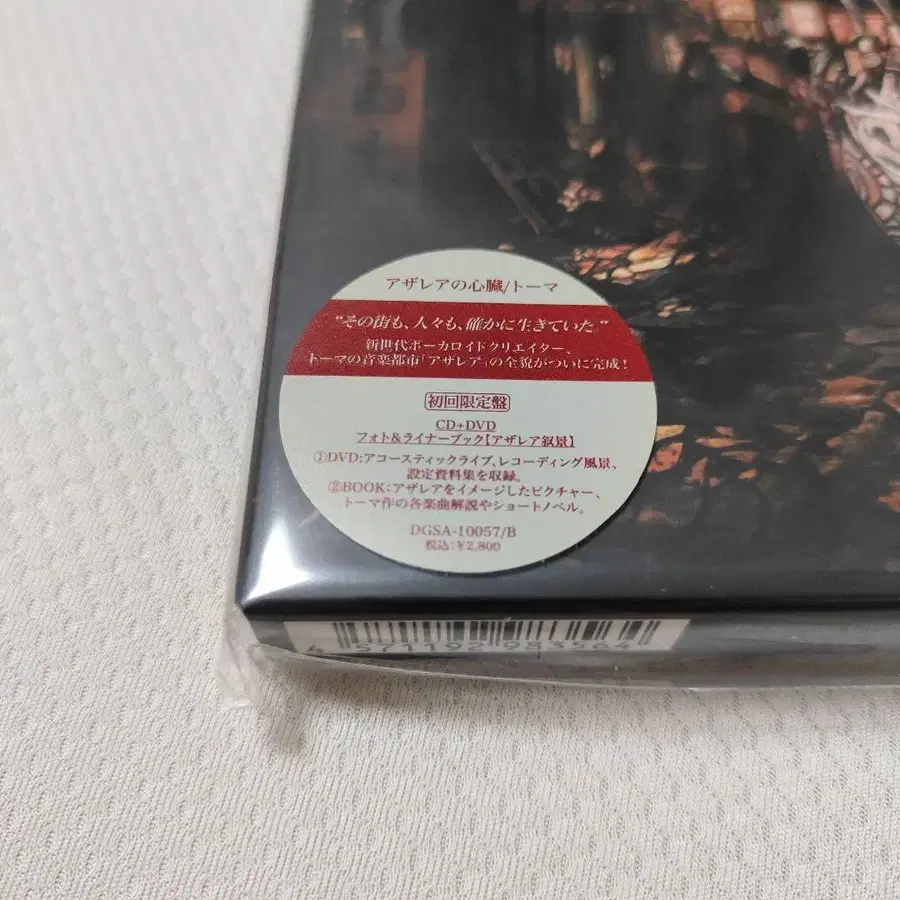 アザレアの心臓/トーマ
“その街も、人々も、確かに生きていた。”
新世代ボーカロイドクリエイター、
トーマの音楽都市「アザレア」の全貌がついに完成！
初回限定盤
CD+DVD
フォト&ライナーブック【アザレア叙景】
①DVD:アコースティックライブ、レコーディング風景、
設定資料集を収録。
②BOOK:アザレアをイメージしたピクチャー、
トーマ作の各楽曲解説やショートノベル。
DGSA-10057/B
税込:¥2,800
4 571192 983564